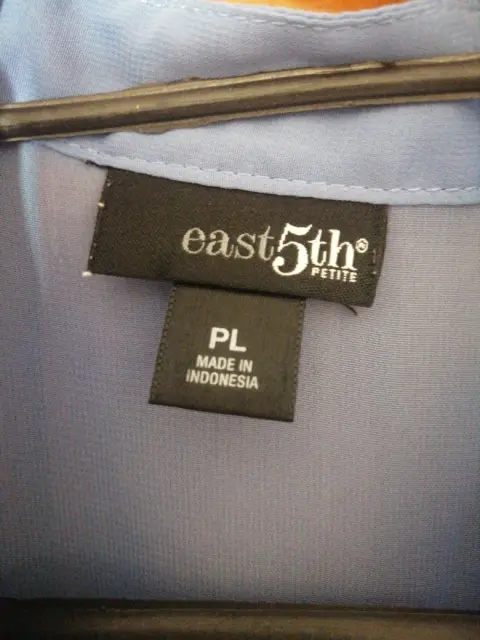 east5th®
PETITE
PL
MADE IN
INDONESIA